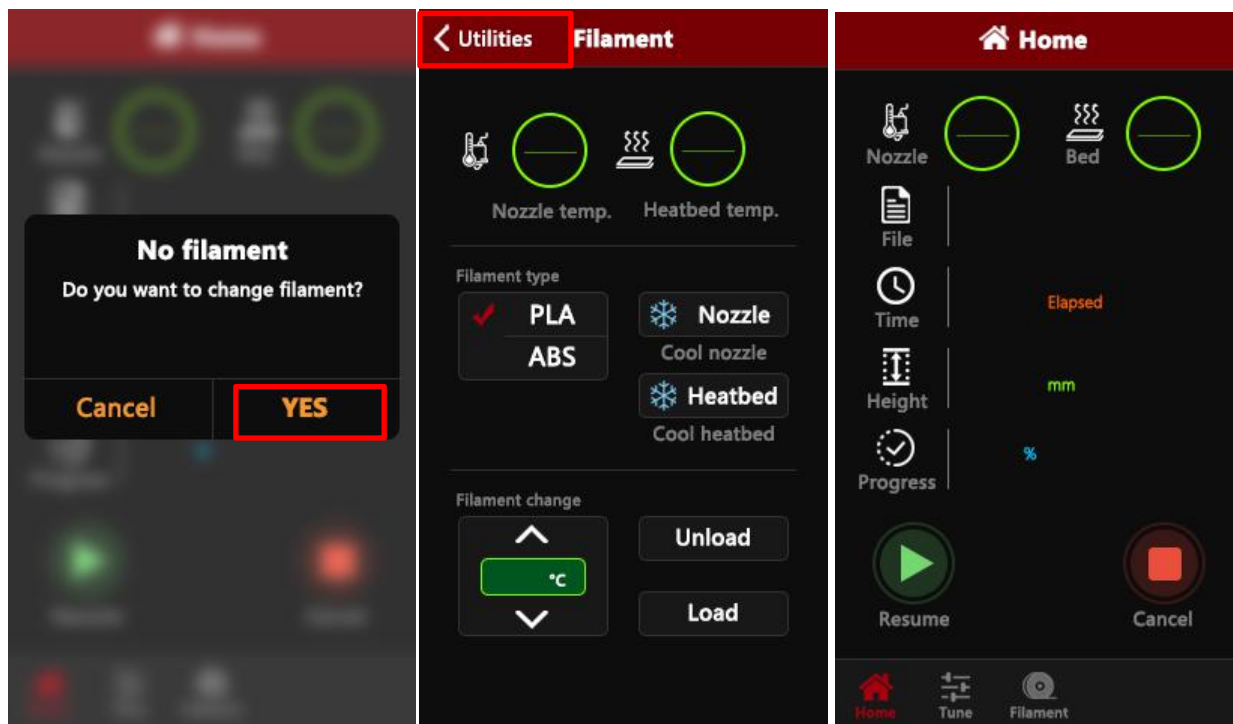 Home
No filament
Do you want to change filament?
Cancel
YES
Utilities
Filament
Nozzle temp.
Heatbed temp.
Filament type
PLA
ABS
Nozzle
Cool nozzle
Heatbed
Cool heatbed
Filament change
°C
Unload
Load
Home
Nozzle
Bed
File
Time
Elapsed
Height
mm
Progress
%
Resume
Cancel
Home
Tune
Filament